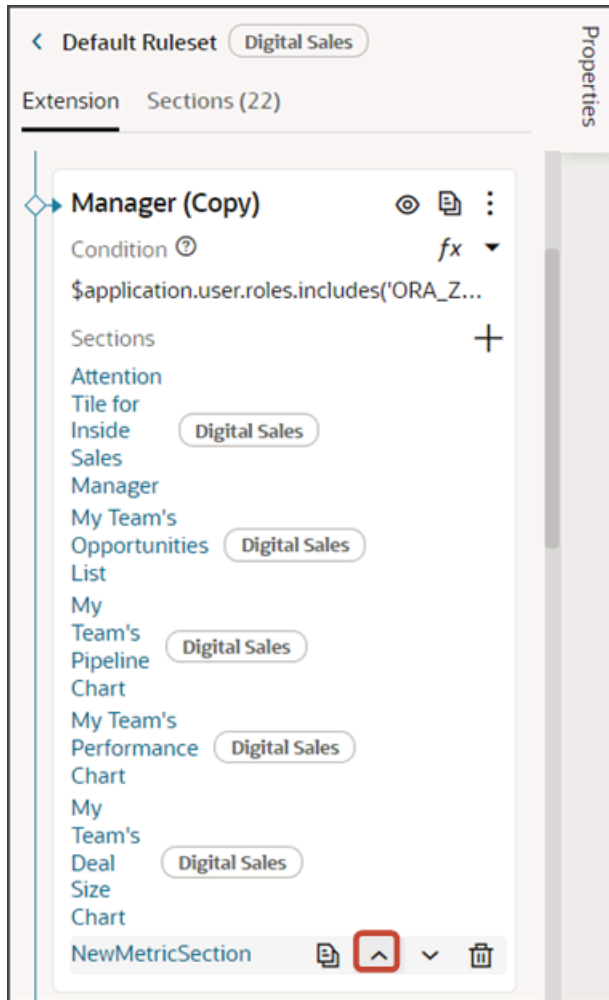 Default Ruleset Digital Sales
Properties
Extension Sections (22)
Manager (Copy)
Condition ? fx
$application.user.roles.includes('ORA_Z...
Sections
Attention
Tile for
Inside Digital Sales
Sales
Manager
My Team's
Opportunities Digital Sales
List
My
Team's
Pipeline Digital Sales
Chart
My Team's
Performance Digital Sales
Chart
My
Team's
Deal Digital Sales
Size
Chart
NewMetricSection